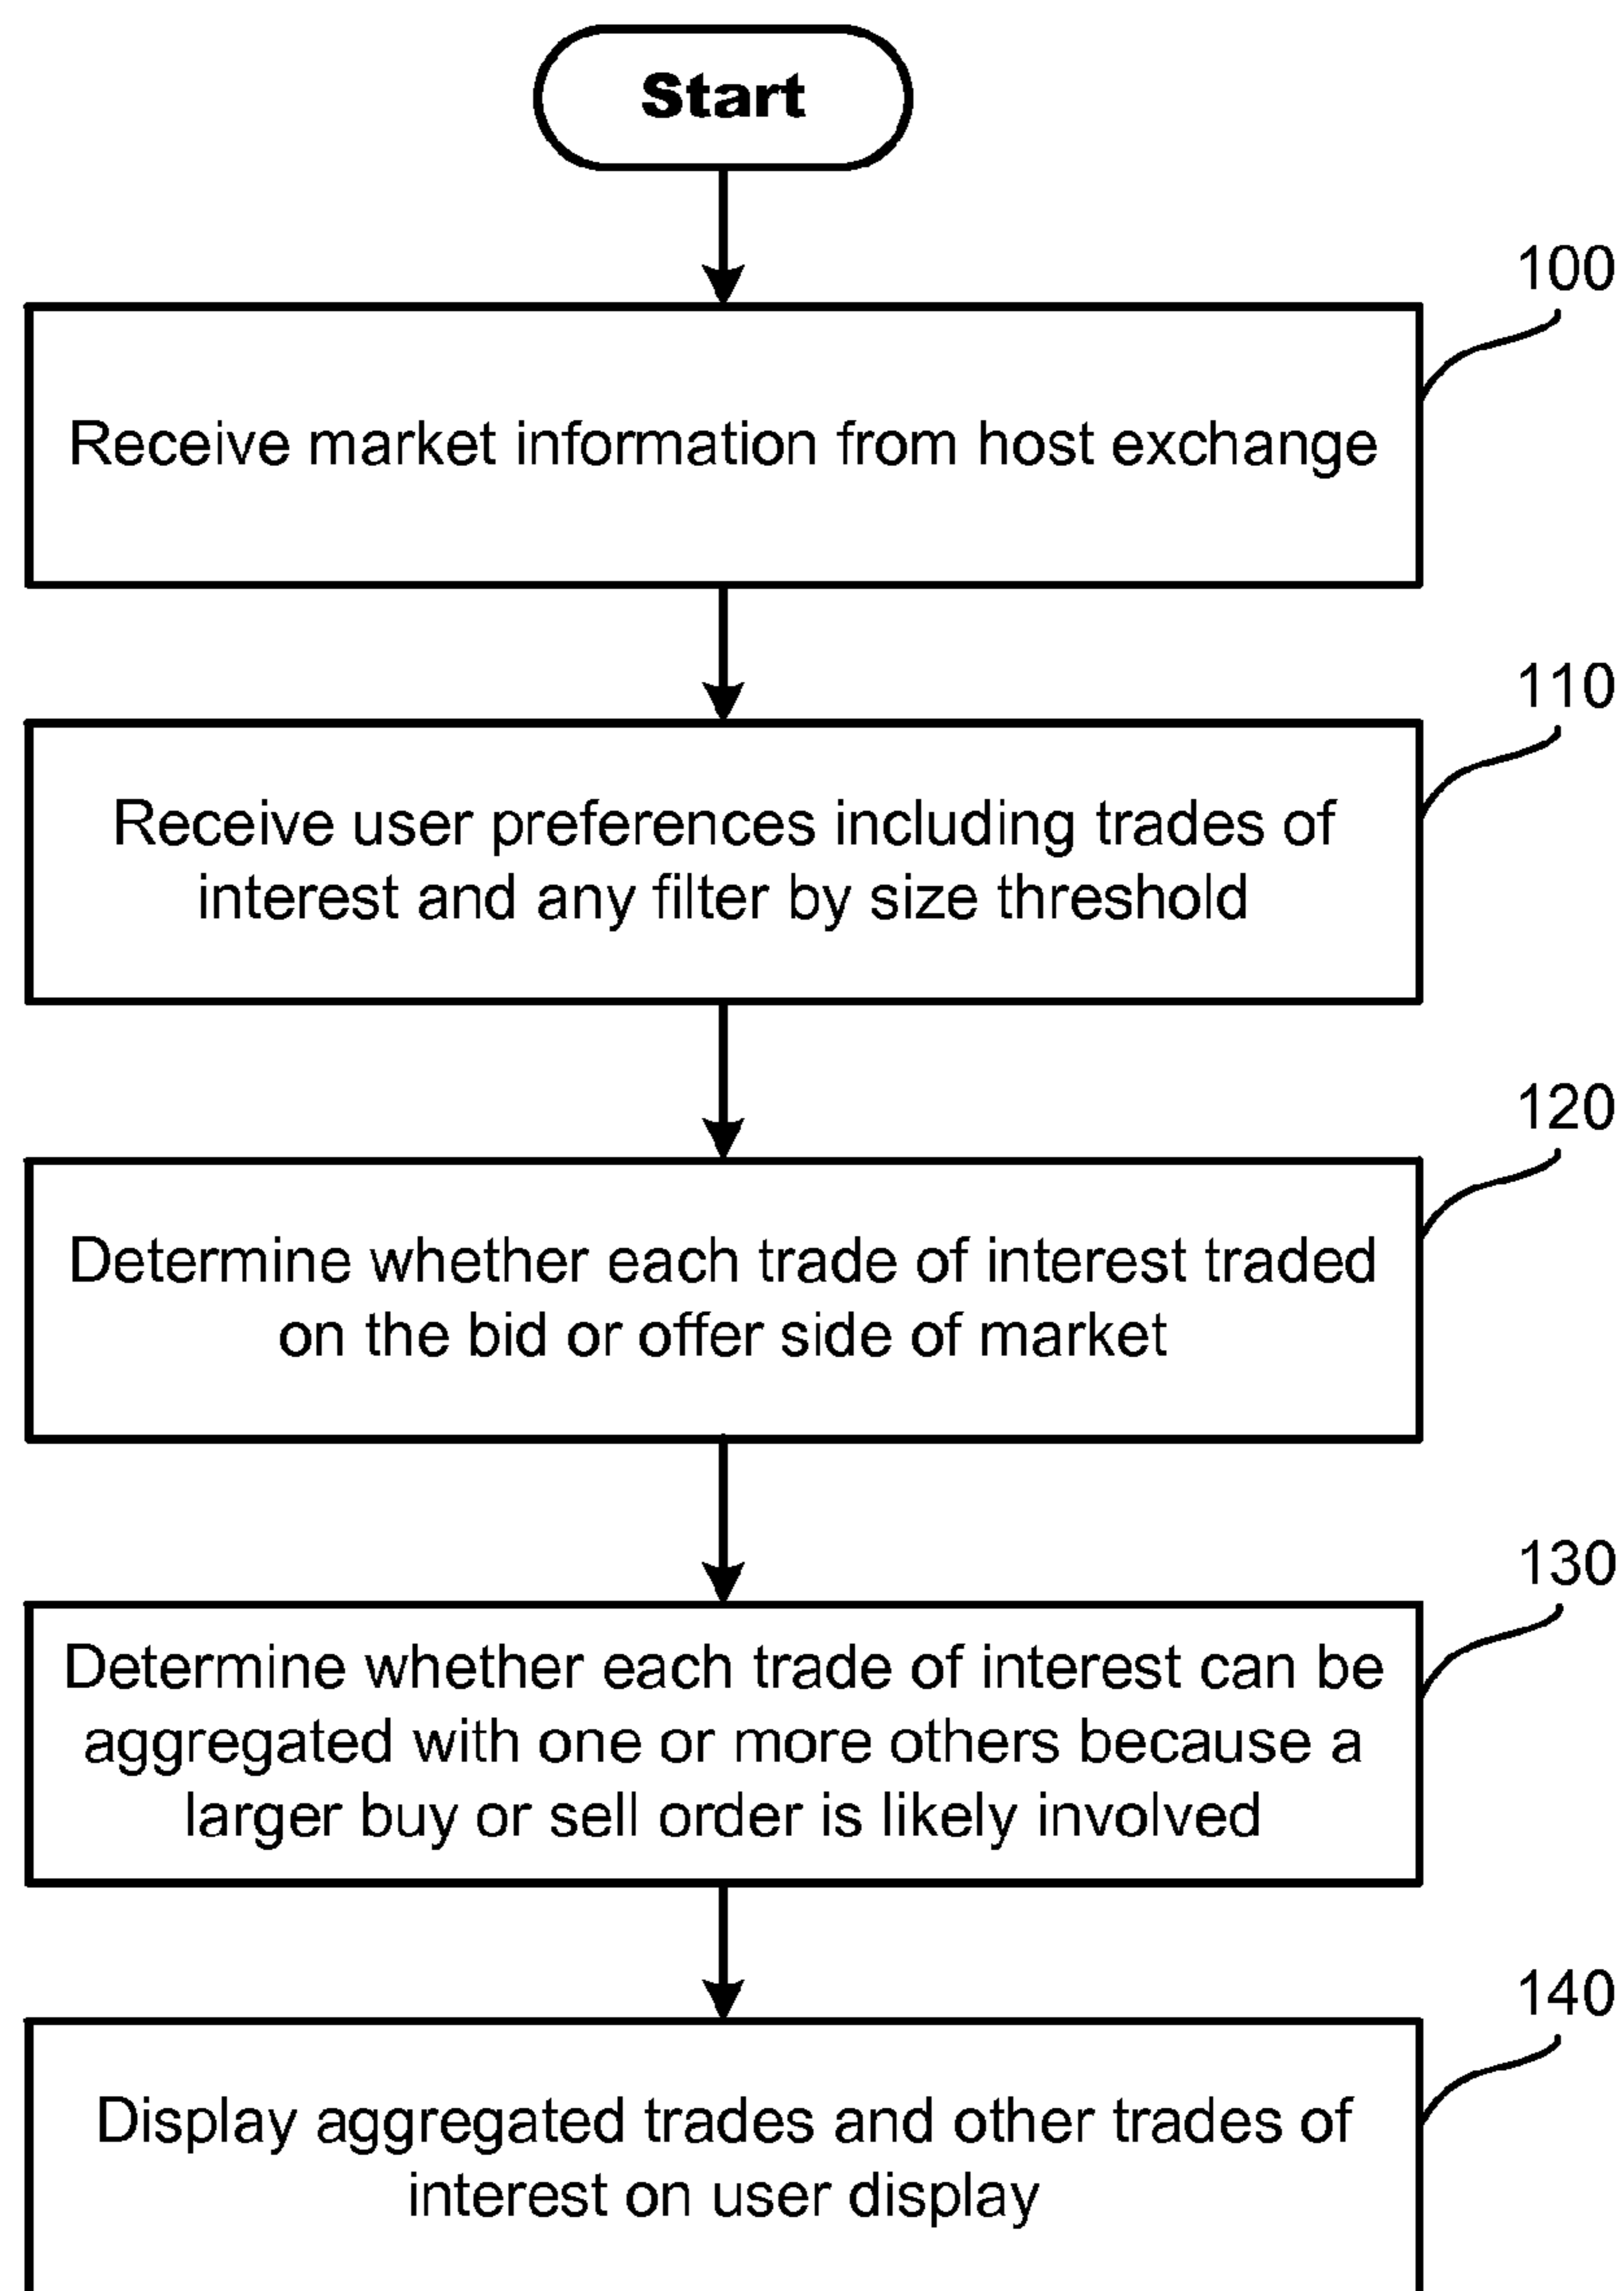 Start
100
Receive market information from host exchange
110
Receive user preferences including trades of
interest and any filter by size threshold
120
Determine whether each trade of interest traded
on the bid or offer side of market
130
Determine whether each trade of interest can be
aggregated with one or more others because a
larger buy or sell order is likely involved
140
Display aggregated trades and other trades of
interest on user display